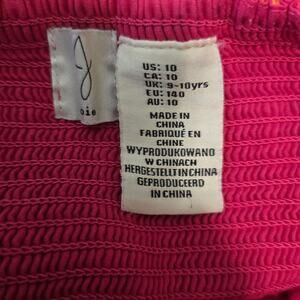 J
oie
US: 10
CA: 10
UK: 9-10yrs
EU: 140
AU: 10
MADE IN
CHINA
FABRIQUÉ EN
CHINE
WYPRODUKOWANO
W CHINACH
HERGESTELLT IN CHINA
GEPRODUCEERD
IN CHINA